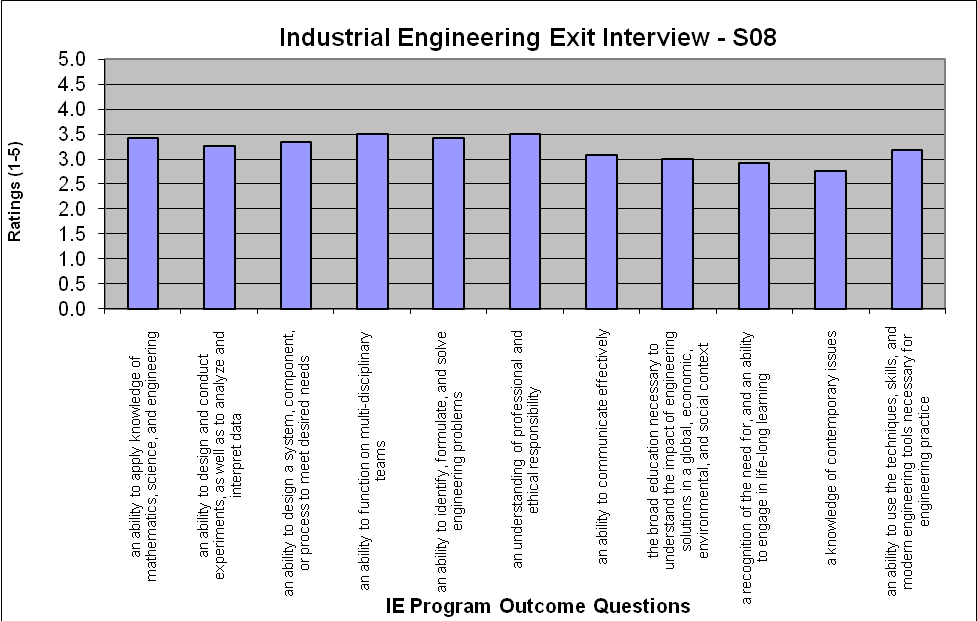 Industrial Engineering Exit Interview - S08
Ratings (1-5)
5.0
4.5
4.0
3.5
3.0
2.5
2.0
1.5
1.0
0.5
0.0
an ability to apply knowledge of
mathematics, science, and engineering
an ability to design and conduct
experiments, as well as to analyze and
interpret data
an ability to design a system, component,
or process to meet desired needs
an ability to function on multi-disciplinary
teams
an ability to identify, formulate, and solve
engineering problems
an understanding of professional and
ethical responsibility
an ability to communicate effectively
the broad education necessary to
understand the impact of engineering
solutions in a global, economic,
environmental, and social context
a recognition of the need for, and an ability
to engage in life-long learning
a knowledge of contemporary issues
an ability to use the techniques, skills, and
modern engineering tools necessary for
engineering practice
IE Program Outcome Questions